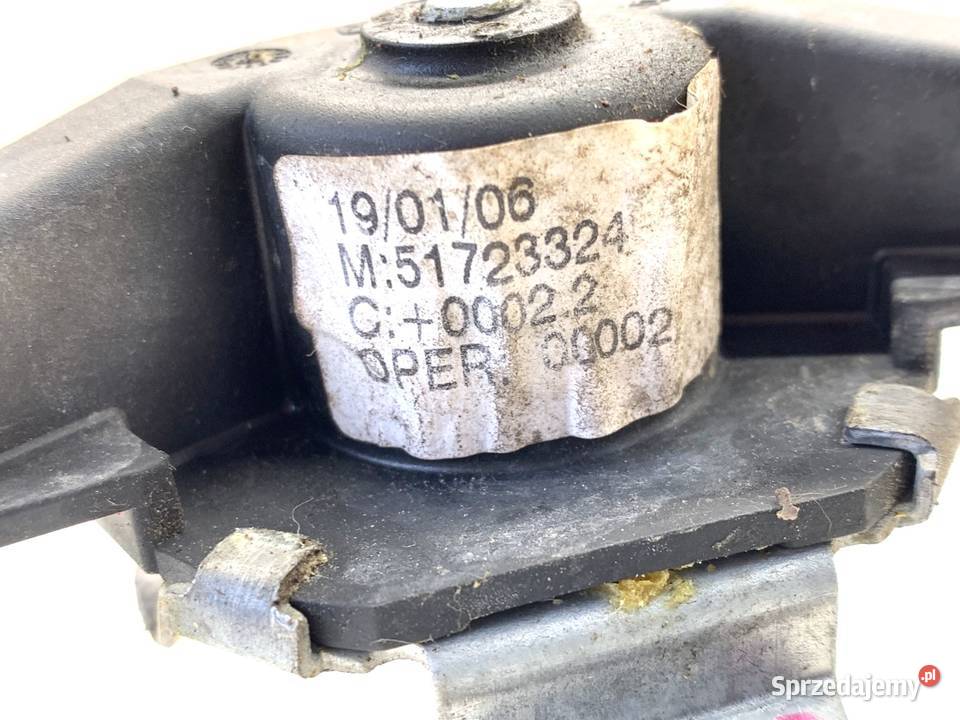 19/01/06
M:51723324
C:+0002.2
OPER: 00002
Sprzedajemy.pl